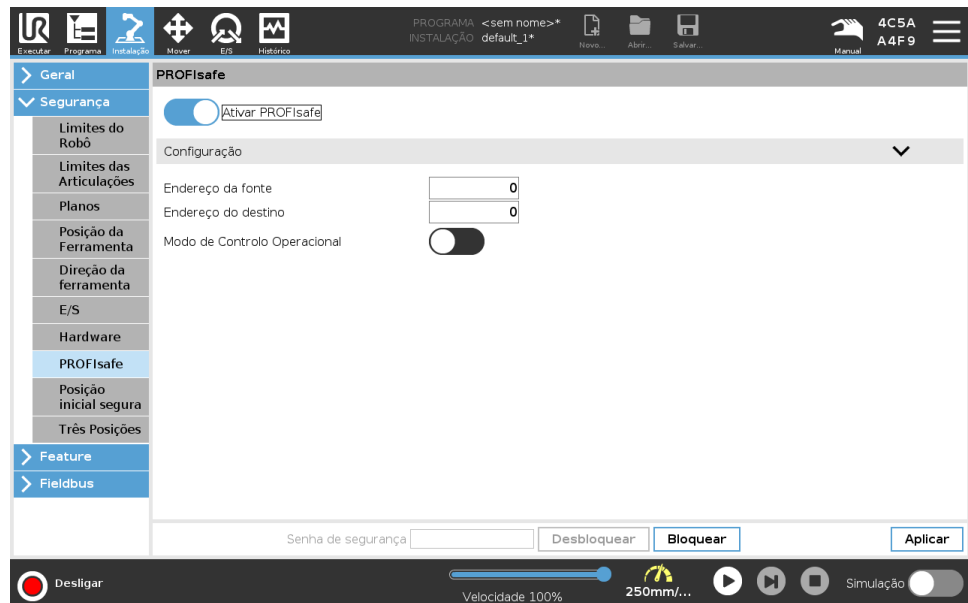 UR
Executar Programa Instalação Mover E/S Histórico
PROGRAMA <sem nome>*
INSTALAÇÃO default_1*
Novo... Abrir... Salvar...
Manual
4C5A
A4F9
Geral
Segurança
Limites do
Robô
Limites das
Articulações
Planos
Posição da
Ferramenta
Direção da
ferramenta
E/S
Hardware
PROFIsafe
Posição
inicial segura
Três Posições
Feature
Fieldbus
PROFIsafe
Ativar PROFIsafe
Configuração
Endereço da fonte 0
Endereço do destino 0
Modo de Controlo Operacional
Senha de segurança Desbloquear Bloquear Aplicar
Desligar
Velocidade 100%
250mm/...
Simulação